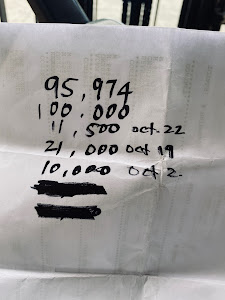 95,974
100.000
11,500 oct. 22
21,000 oct 19
10,000 oct 2.